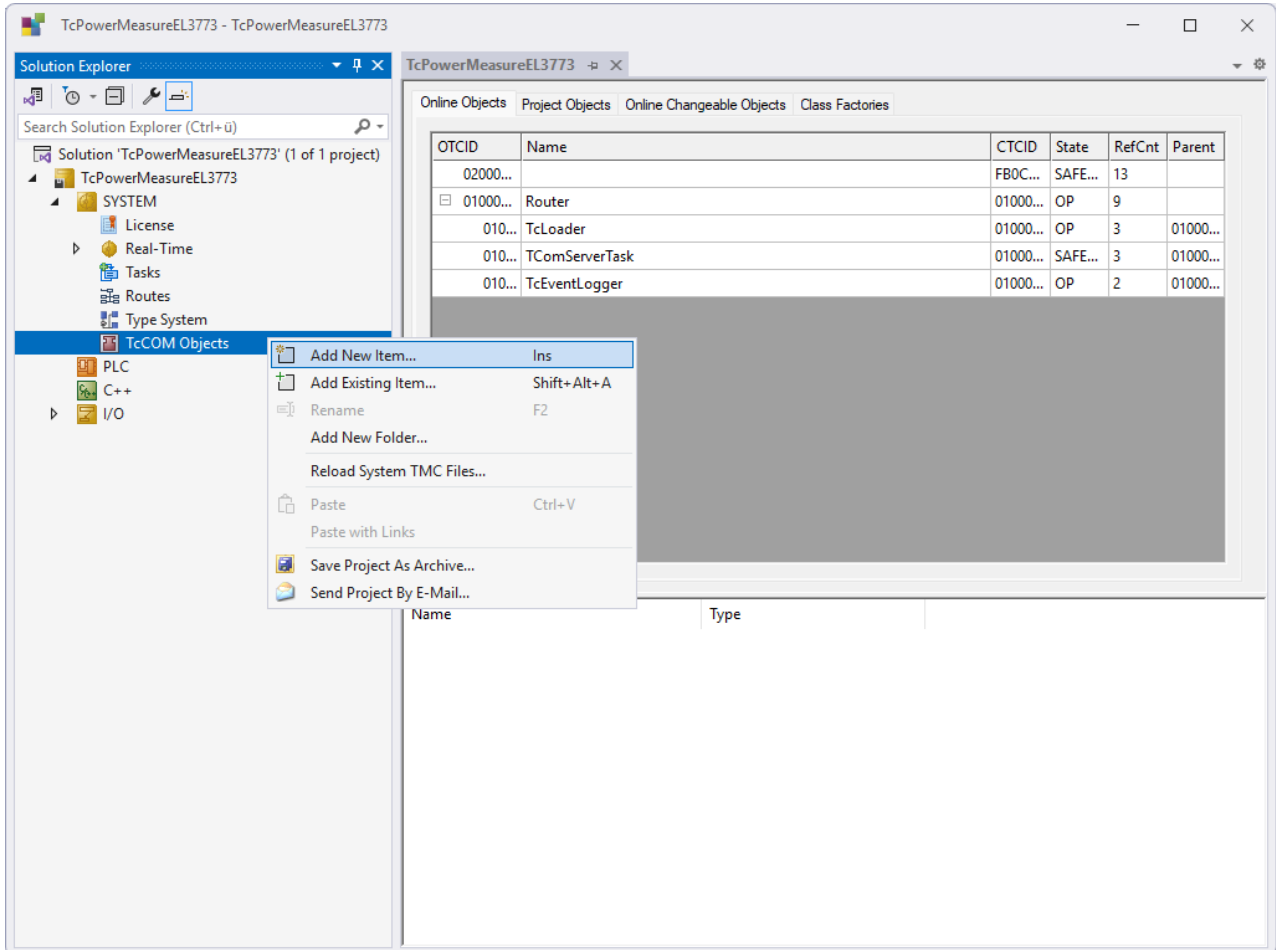 TcPowerMeasureEL3773 - TcPowerMeasureEL3773
Solution Explorer
Search Solution Explorer (Ctrl+ü)
Solution 'TcPowerMeasureEL3773' (1 of 1 project)
TcPowerMeasureEL3773
SYSTEM
License
Real-Time
Tasks
Routes
Type System
TcCOM Objects
PLC
C++
I/O
Add New Item... Ins
Add Existing Item... Shift+Alt+A
Rename F2
Add New Folder...
Reload System TMC Files...
Paste Ctrl+V
Paste with Links
Save Project As Archive...
Send Project By E-Mail...
TcPowerMeasureEL3773
Online Objects Project Objects Online Changeable Objects Class Factories
OTCID Name CTCID State RefCnt Parent
02000... FB0C... SAFE... 13
01000... Router 01000... OP 9
010... TcLoader 01000... OP 3 01000...
010... TComServerTask 01000... SAFE... 3 01000...
010... TcEventLogger 01000... OP 2 01000...
Name Type